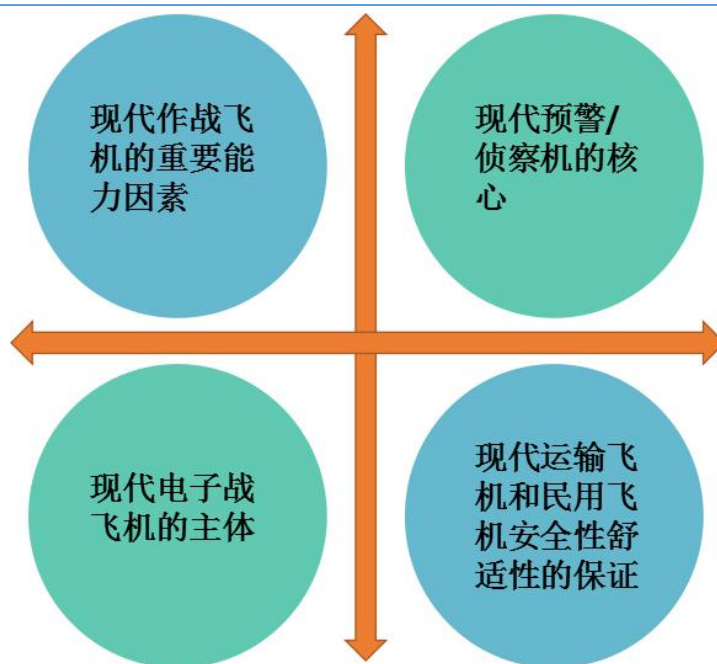 现代作战飞
机的重要能
力因素
现代预警/
侦察机的核
心
现代电子战
飞机的主体
现代运输飞
机和民用飞
机安全性舒
适性的保证